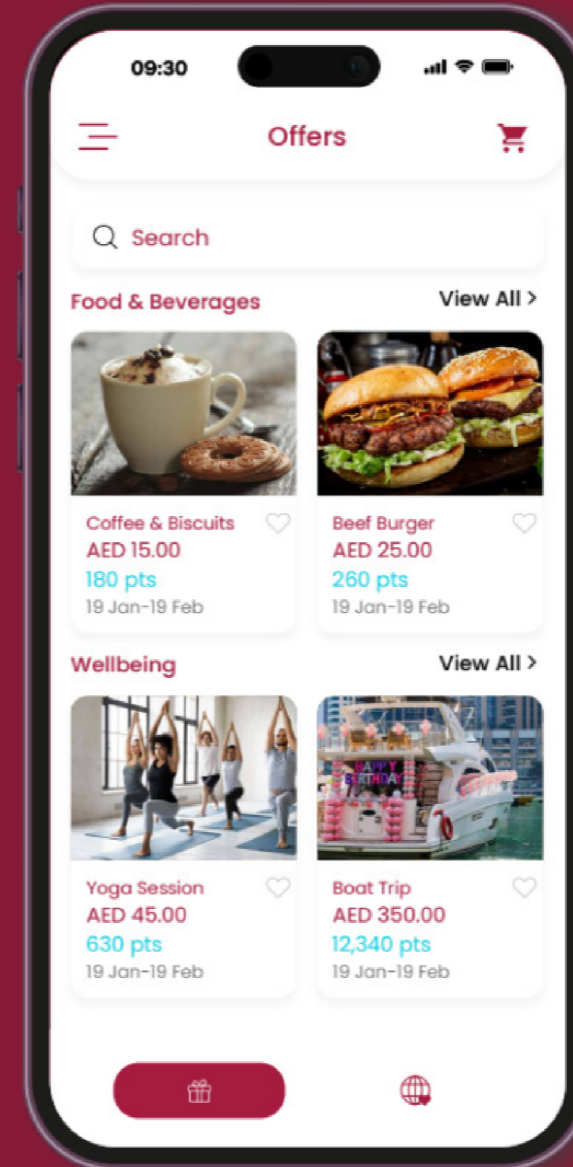 09:30
Offers
Search
Food & Beverages
View All >
Coffee & Biscuits
AED 15.00
180 pts
19 Jan-19 Feb
Beef Burger
AED 25.00
260 pts
19 Jan-19 Feb
Wellbeing
View All >
HAPPY
BIRTHDAY
Yoga Session
AED 45.00
630 pts
19 Jan-19 Feb
Boat Trip
AED 350.00
12,340 pts
19 Jan-19 Feb